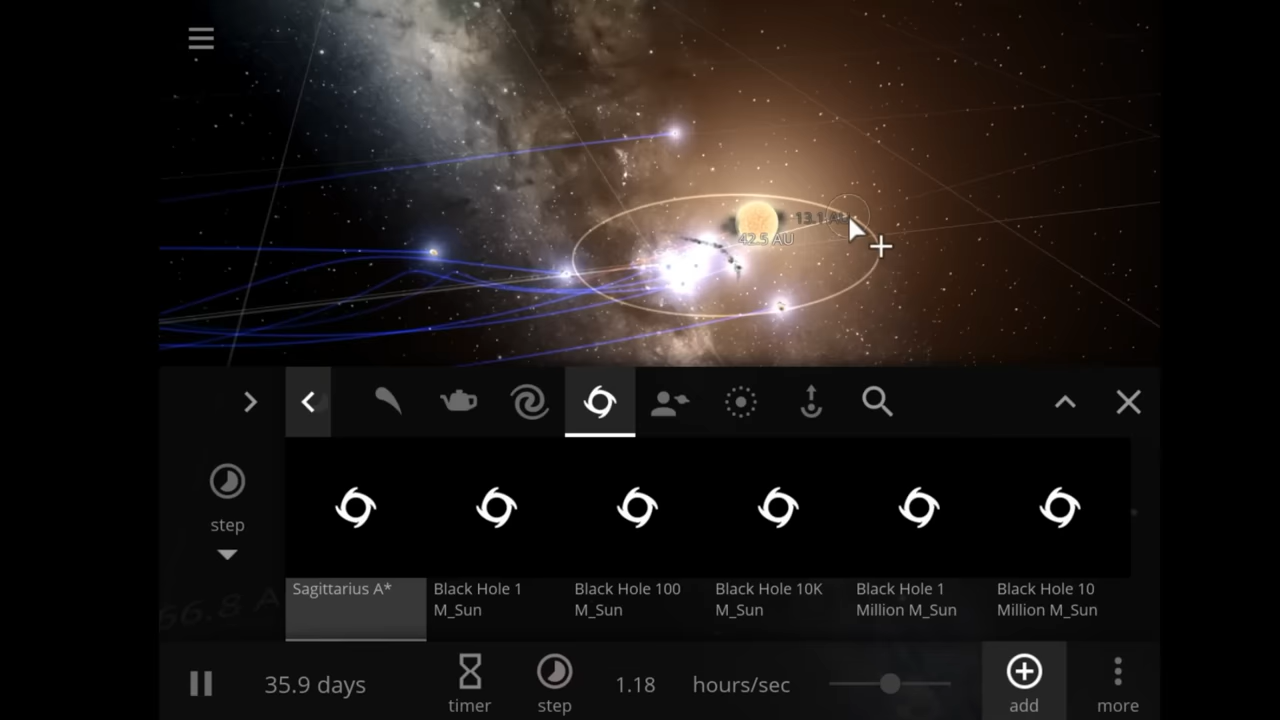 13.1 AU
42.5 AU
step
Sagittarius A*
Black Hole 1
M_Sun
Black Hole 100
M_Sun
Black Hole 10K
M_Sun
Black Hole 1
Million M_Sun
Black Hole 10
Million M_Sun
56.8 A
35.9 days
timer
step
1.18
hours/sec
add
more